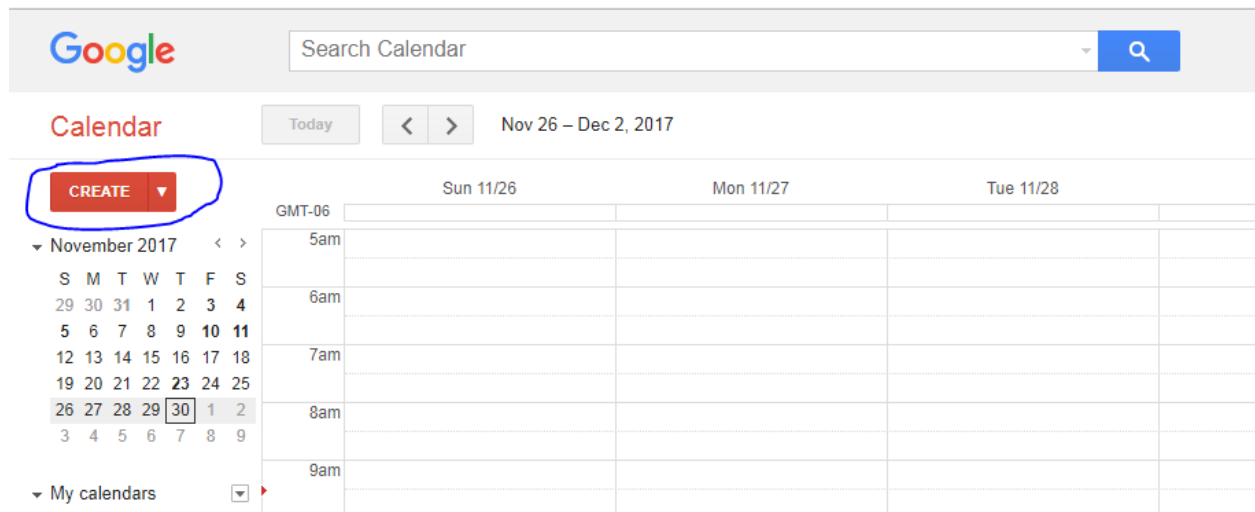 Google
Search Calendar
Calendar
Today
Nov 26 – Dec 2, 2017
CREATE
Sun 11/26 Mon 11/27 Tue 11/28
GMT-06
November 2017
S M T W T F S
29 30 31 1 2 3 4
5 6 7 8 9 10 11
12 13 14 15 16 17 18
19 20 21 22 23 24 25
26 27 28 29 30 1 2
3 4 5 6 7 8 9
My calendars
5am
6am
7am
8am
9am